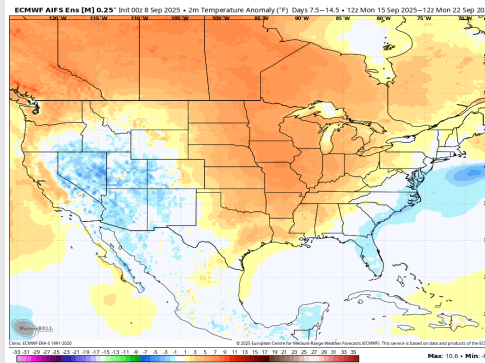 ECMWF AIFS Ens [M] 0.25° Init 00z 8 Sep 2025 • 2m Temperature Anomaly (°F) Days 7.5−14.5 • 12z Mon 15 Sep 2025−12z Mon 22 Sep 20
120°W 110°W 105°W 100°W 95°W 90°W 85°W 80°W 75°W 70°W
WeatherBELL
Climo: ECMWF ERA-5 1991-2020
© 2025 European Centre for Medium-Range Weather Forecasts (ECMWF). This service is based on data and products of the EC
-33 -31 -29 -27 -25 -23 -21 -19 -17 -15 -13 -11 -9 -7 -5 -3 -1 1 3 5 7 9 11 13 15 17 19 21 23 25 27 29 31 33 35
Max: 10.6 • Min: -4